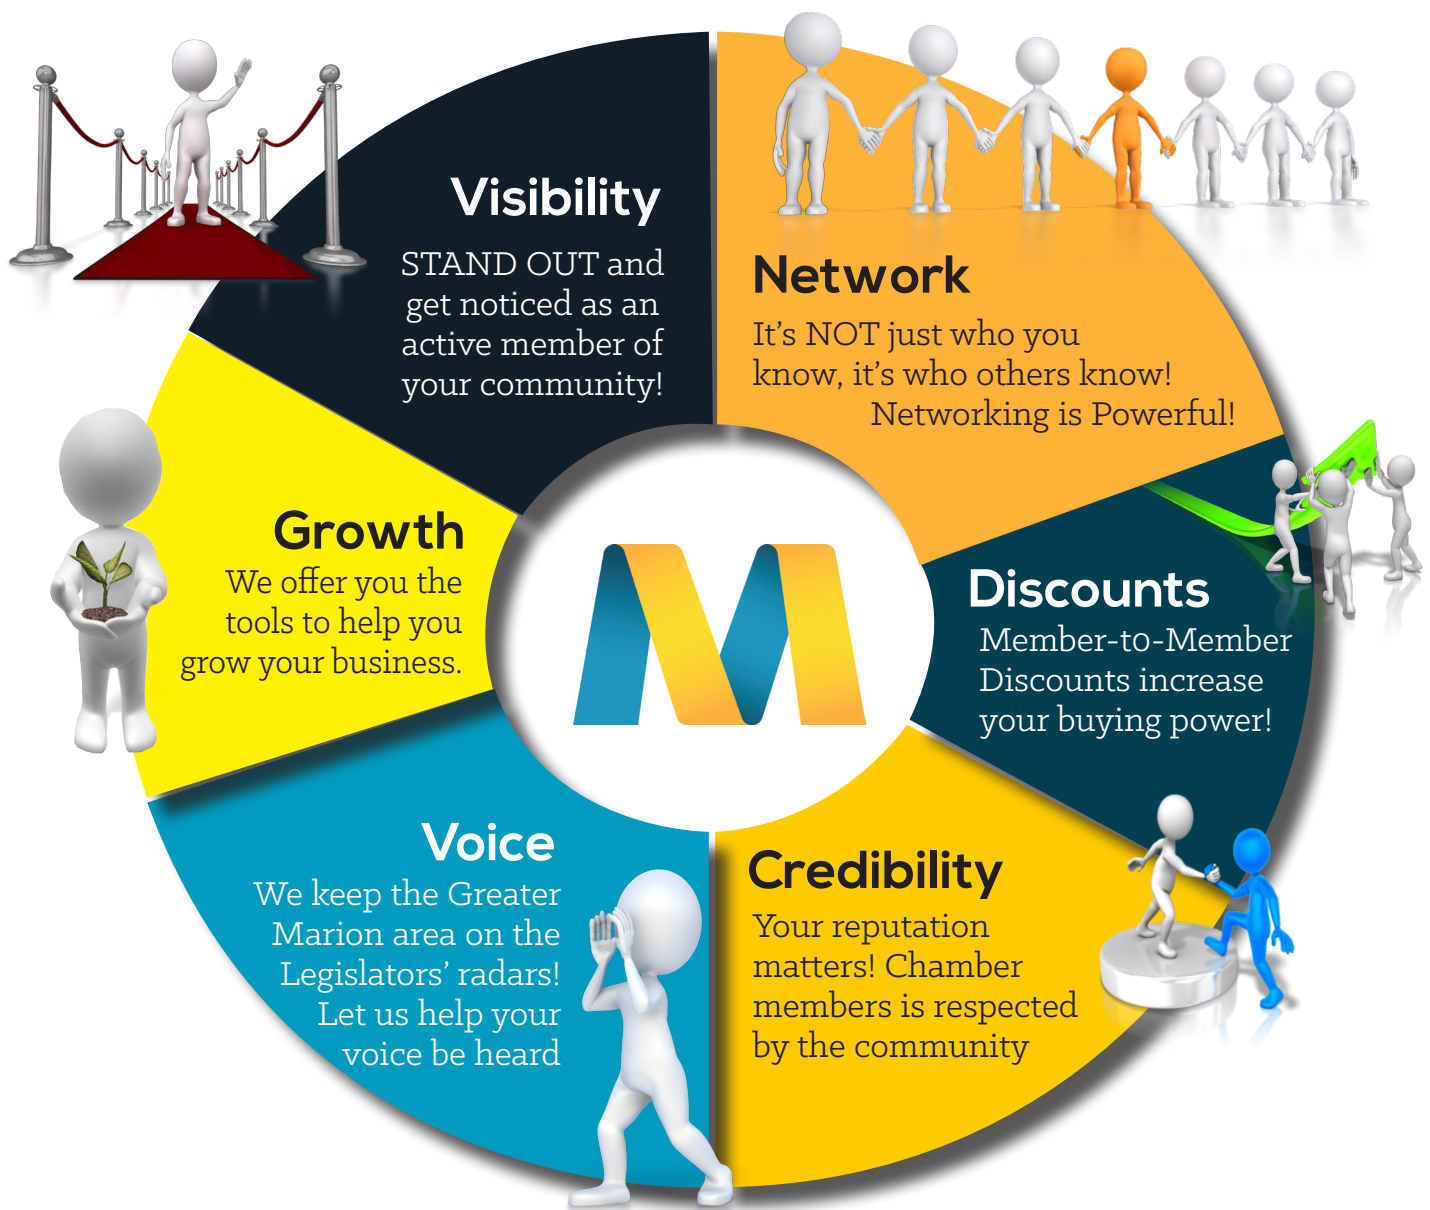 Visibility
STAND OUT and
get noticed as an
active member of
your community!
Network
It's NOT just who you
know, it's who others know!
Networking is Powerful!
Discounts
Member-to-Member
Discounts increase
your buying power!
Credibility
Your reputation
matters! Chamber
members is respected
by the community
Voice
We keep the Greater
Marion area on the
Legislators' radars!
Let us help your
voice be heard
Growth
We offer you the
tools to help you
grow your business.
M